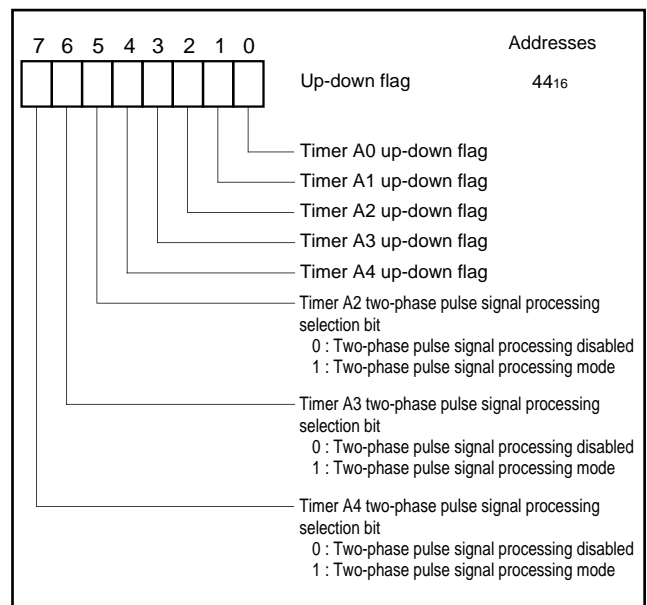 Addresses
7 6 5 4 3 2 1 0
Up-down flag 44₁₆
Timer A0 up-down flag
Timer A1 up-down flag
Timer A2 up-down flag
Timer A3 up-down flag
Timer A4 up-down flag
Timer A2 two-phase pulse signal processing
selection bit
0 : Two-phase pulse signal processing disabled
1 : Two-phase pulse signal processing mode
Timer A3 two-phase pulse signal processing
selection bit
0 : Two-phase pulse signal processing disabled
1 : Two-phase pulse signal processing mode
Timer A4 two-phase pulse signal processing
selection bit
0 : Two-phase pulse signal processing disabled
1 : Two-phase pulse signal processing mode